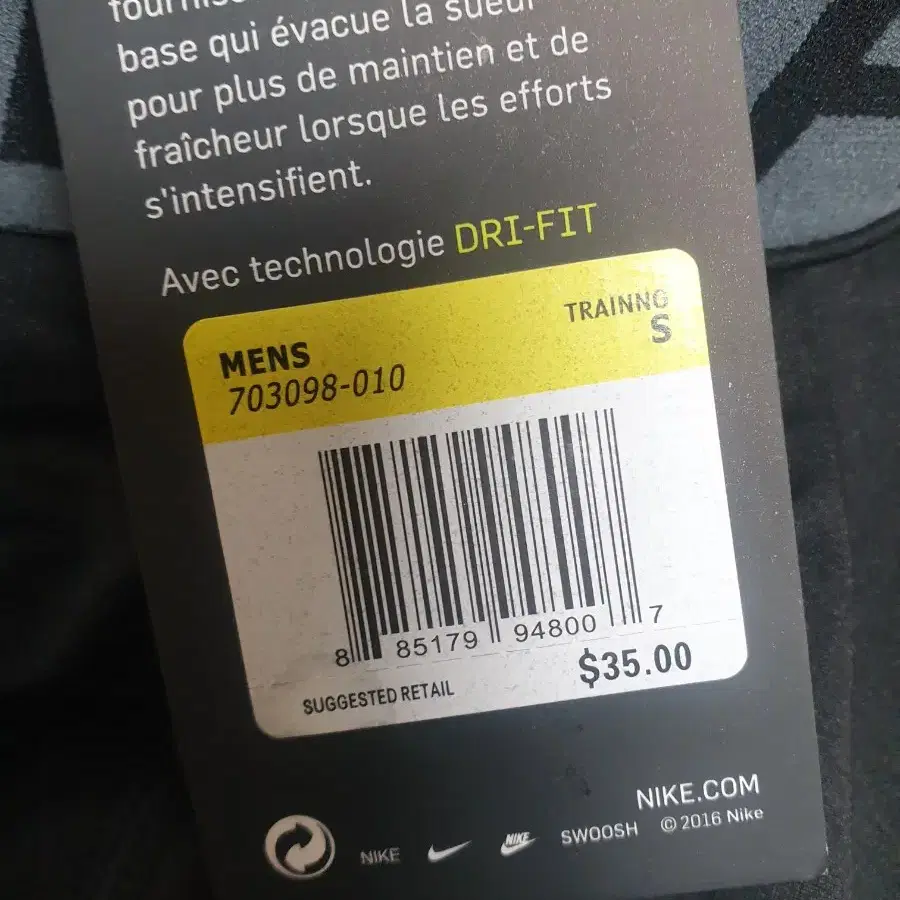 base qui évacue la sueur
pour plus de maintien et de
fraîcheur lorsque les efforts
s'intensifient.
Avec technologie DRI-FIT
TRAINNG
MENS S
703098-010
8 85179 94800 7
SUGGESTED RETAIL $35.00
NIKE.COM
NIKE NIKE SWOOSH © 2016 Nike